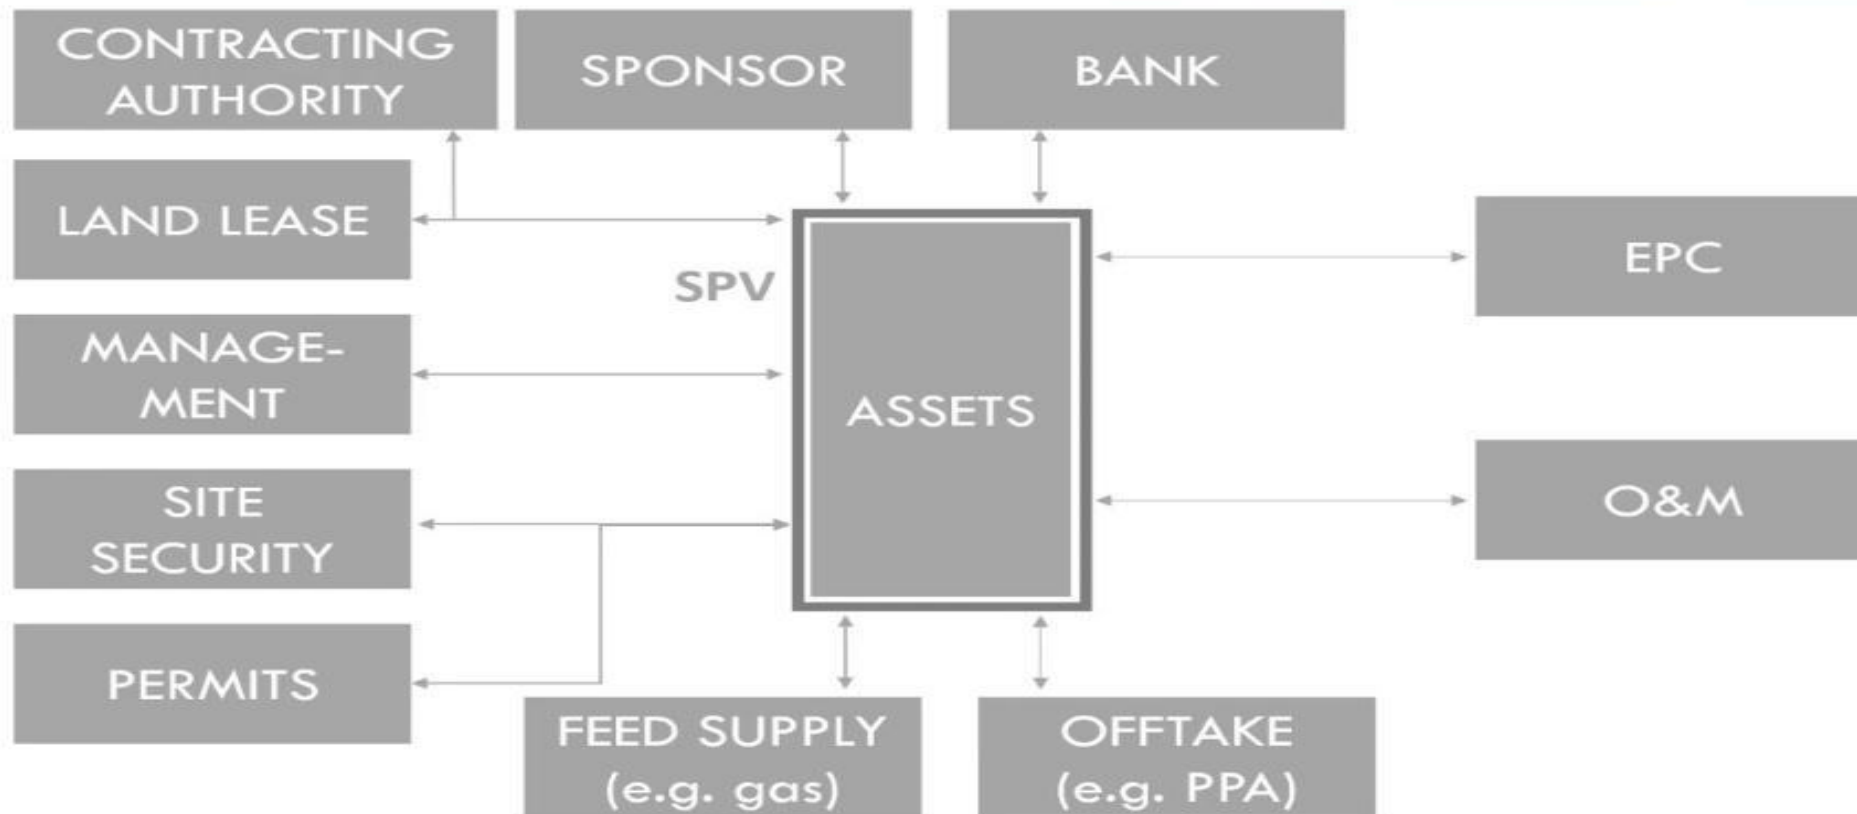 CONTRACTING
AUTHORITY
SPONSOR
BANK
LAND LEASE
EPC
SPV
MANAGE-
MENT
ASSETS
SITE
SECURITY
O&M
PERMITS
FEED SUPPLY
(e.g. gas)
OFFTAKE
(e.g. PPA)